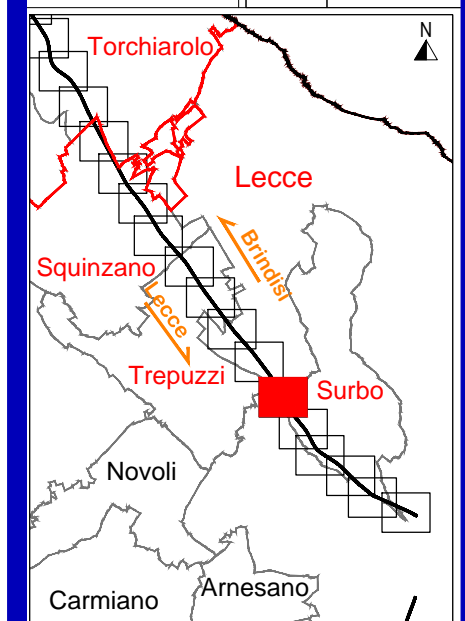 N
Torchiarolo
Lecce
Brindisi
Squinzano
Lecce
Trepuzzi
Surbo
Novoli
Arnesano
Carmiano